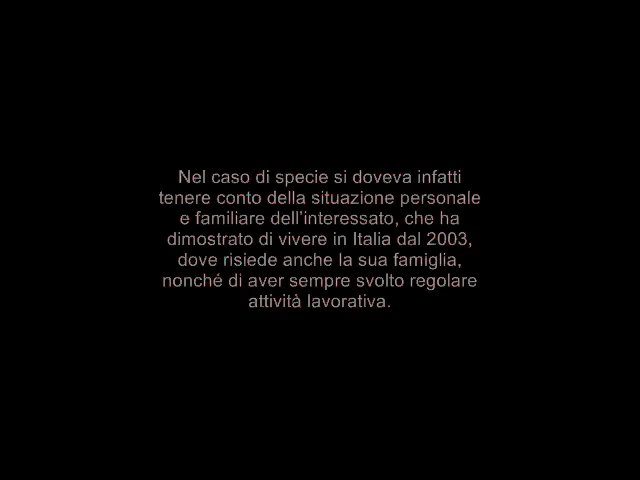 Nel caso di specie si doveva infatti
tenere conto della situazione personale
e familiare dell'interessato, che ha
dimostrato di vivere in Italia dal 2003,
dove risiede anche la sua famiglia,
nonché di aver sempre svolto regolare
attività lavorativa.